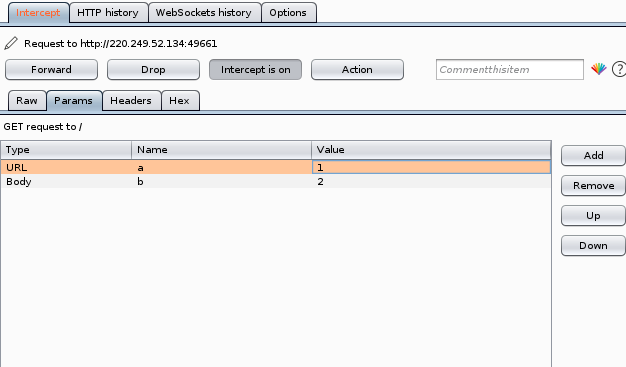 Intercept HTTP history WebSockets history Options
Request to http://220.249.52.134:49661
Forward Drop Intercept is on Action Commentthisitem ?
Raw Params Headers Hex
GET request to /
Type Name Value
URL a 1
Body b 2
Add
Remove
Up
Down